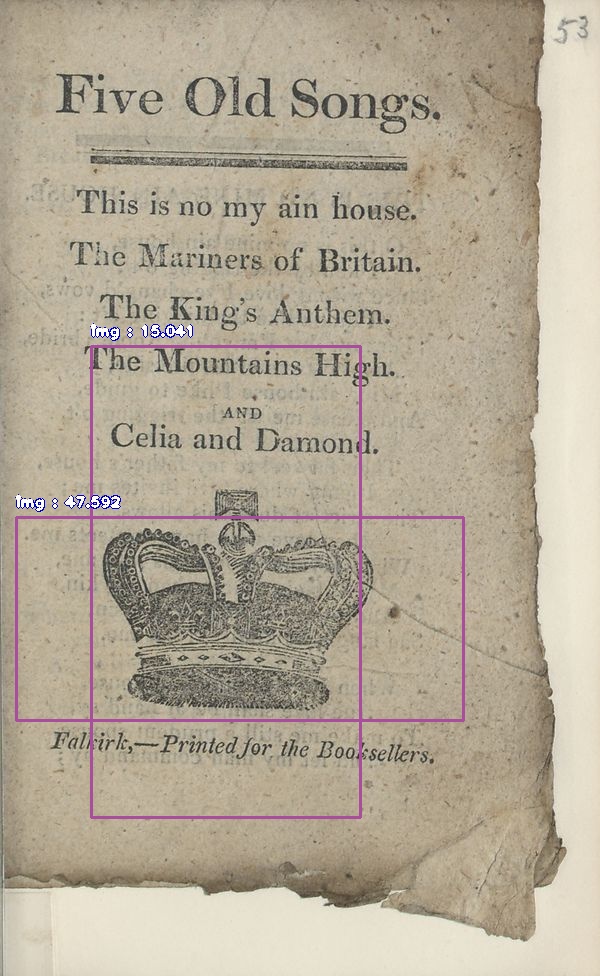 53
Five Old Songs.
This is no my ain house.
The Mariners of Britain.
The King's Anthem.
img : 15.041
The Mountains High.
AND
Celia and Damond.
img : 47.592
Falkirk,—Printed for the Booksellers.